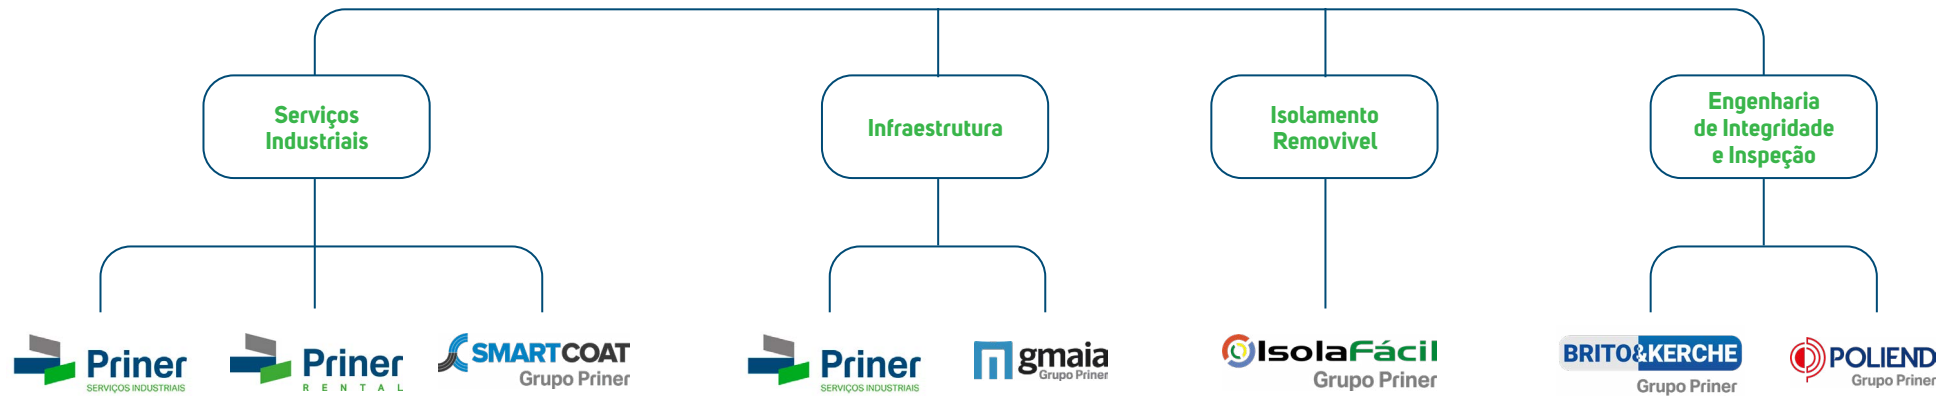 Serviços
Industriais
Infraestrutura
Isolamento
Removivel
Engenharia
de Integridade
e Inspeção
Priner
SERVIÇOS INDUSTRIAIS
Priner
RENTAL
SMARTCOAT
Grupo Priner
Priner
SERVIÇOS INDUSTRIAIS
gmaia
Grupo Priner
IsolaFácil
Grupo Priner
BRITO&KERCHE
Grupo Priner
POLIEND
Grupo Priner